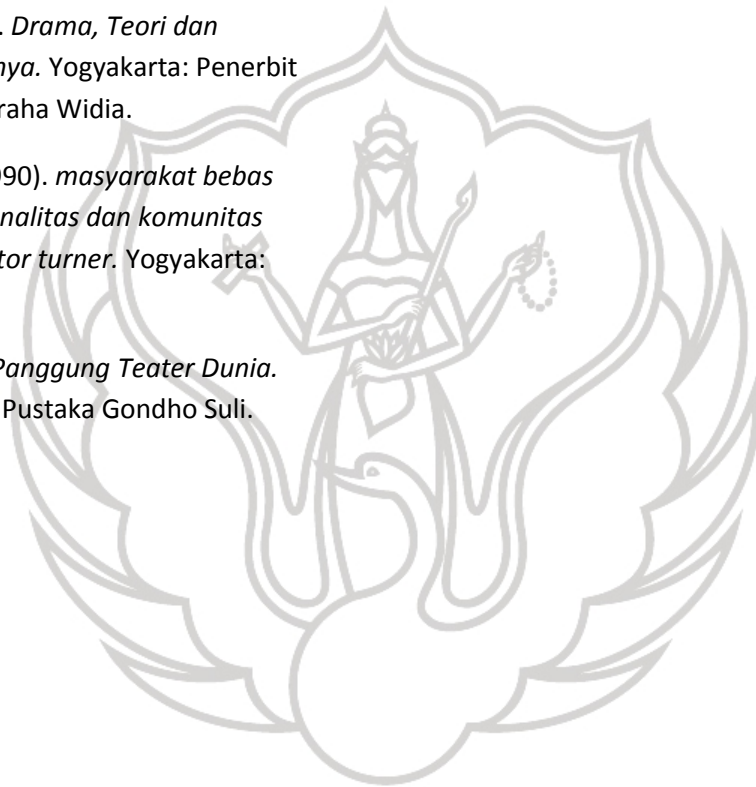 . Drama, Teori dan
nya. Yogyakarta: Penerbit
raha Widia.
990). masyarakat bebas
nalitas dan komunitas
tor turner. Yogyakarta:
Panggung Teater Dunia.
Pustaka Gondho Suli.